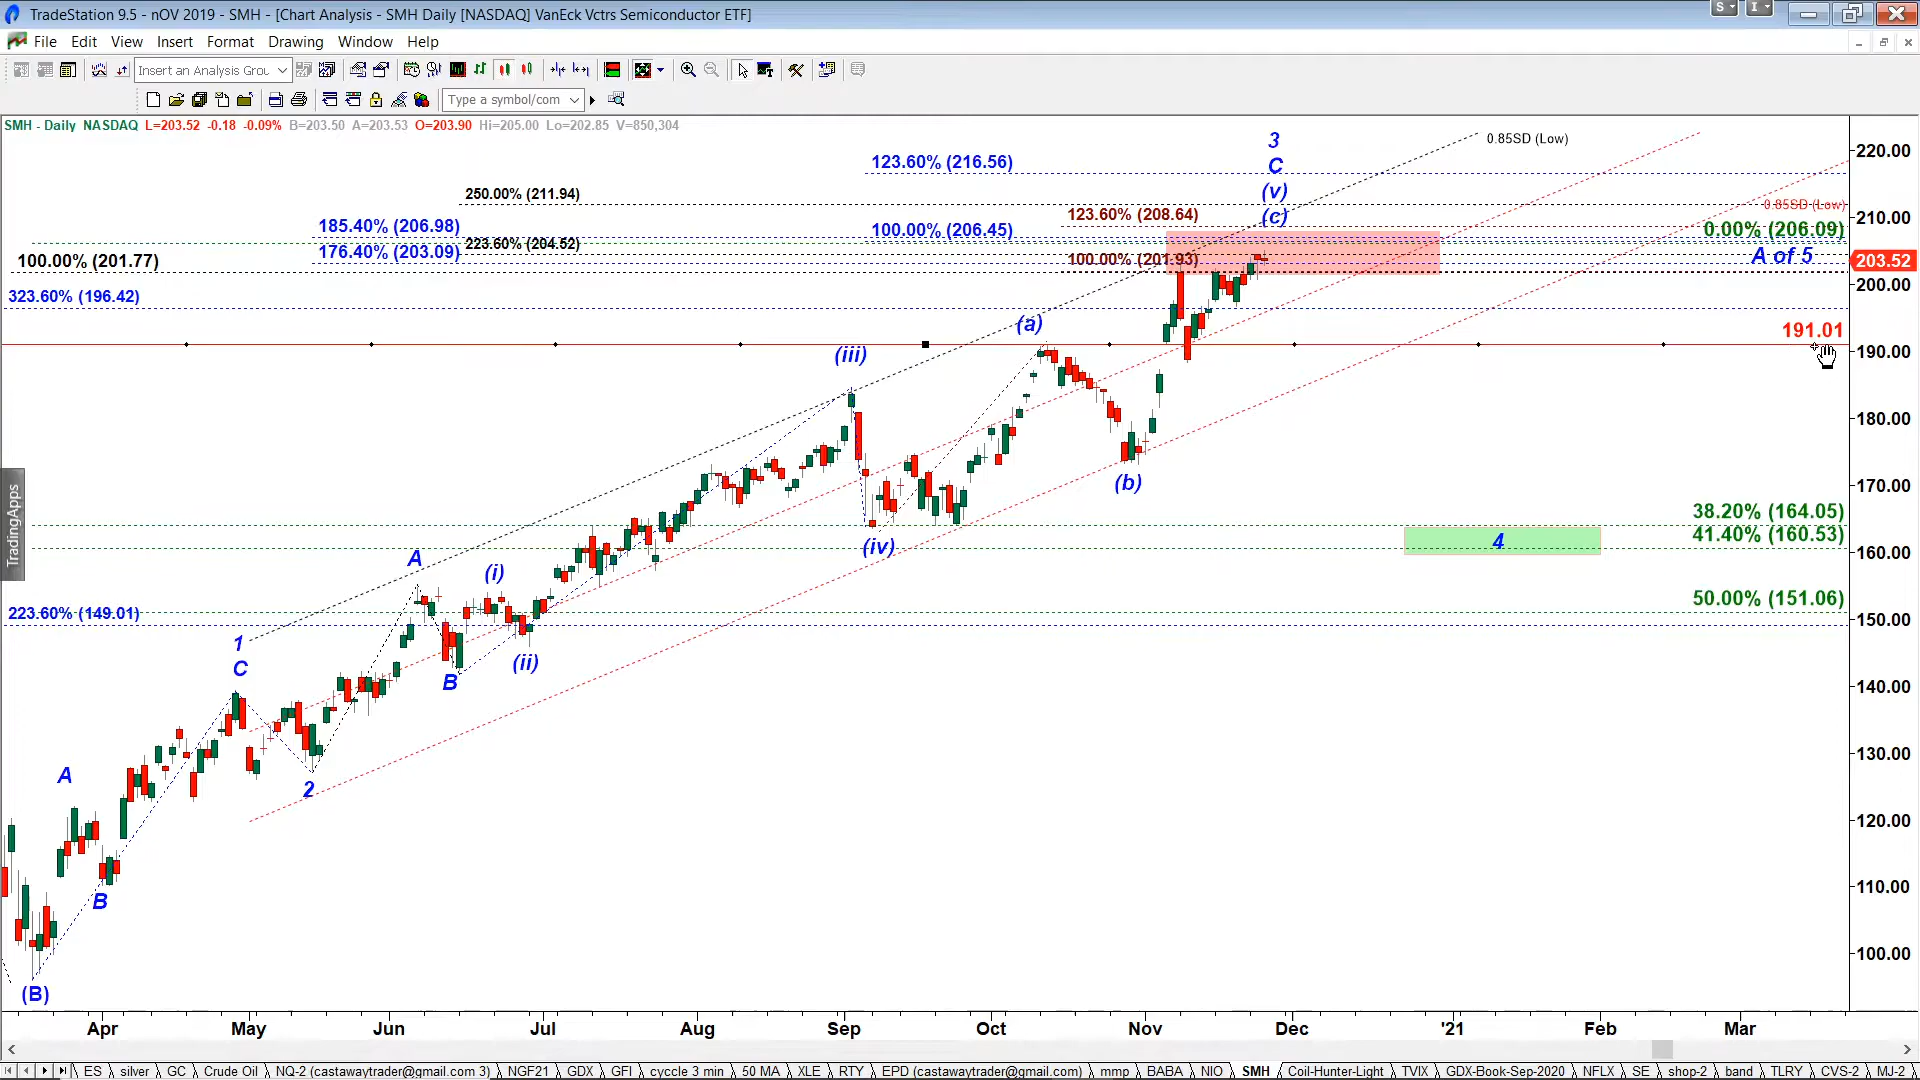 TradeStation 9.5 - nOV 2019 - SMH - [Chart Analysis - SMH Daily [NASDAQ] VanEck Vctrs Semiconductor ETF]
S I
File Edit View Insert Format Drawing Window Help
Insert an Analysis Grou
Type a symbol/com
SMH - Daily NASDAQ L=203.52 -0.18 -0.09% B=203.50 A=203.53 O=203.90 Hi=205.00 Lo=202.85 V=850,304
3
0.85SD (Low)
220.00
123.60% (216.56)
C
250.00% (211.94)
(v)
0.85SD (Low)
123.60% (208.64)
(c)
210.00
185.40% (206.98)
100.00% (206.45)
0.00% (206.09)
223.60% (204.52)
176.40% (203.09)
A of 5
100.00% (201.77)
100.00% (201.93)
203.52
200.00
323.60% (196.42)
(a)
191.01
(iii)
190.00
180.00
(b)
170.00
TradingApps
38.20% (164.05)
41.40% (160.53)
4
(iv)
160.00
A
(i)
50.00% (151.06)
223.60% (149.01)
150.00
1
C
(ii)
B
140.00
130.00
A
2
120.00
110.00
B
100.00
(B)
Apr May Jun Jul Aug Sep Oct Nov Dec '21 Feb Mar
ES silver GC Crude Oil NQ-2 (castawaytrader@gmail.com 3) NGF21 GDX GFI cyccle 3 min 50 MA XLE RTY EPD (castawaytrader@gmail.com) mmp BABA NIO SMH Coil-Hunter-Light TVIX GDX-Book-Sep-2020 NFLX SE shop-2 band TLRY CVS-2 MJ-2